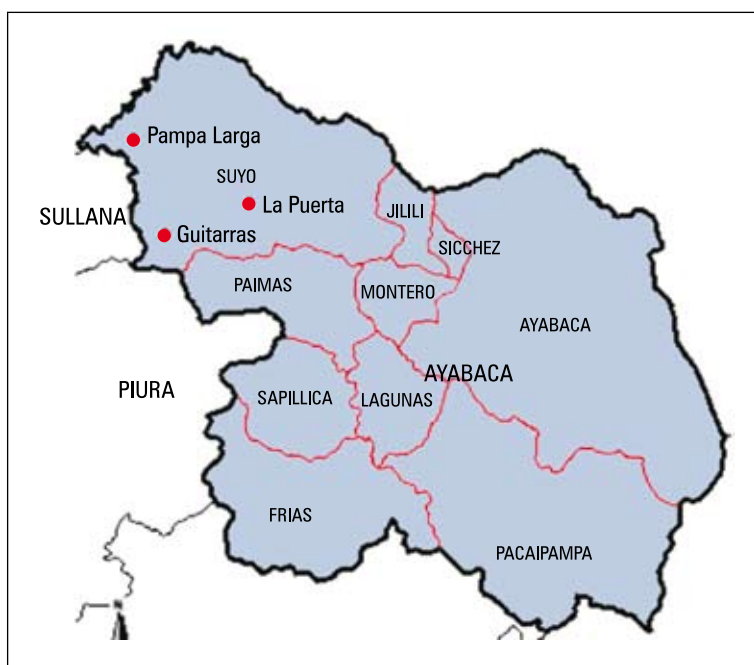 Pampa Larga
SUYO
La Puerta
JILILI
SULLANA
Guitarras
SICCHEZ
PAIMAS
MONTERO
AYABACA
AYABACA
PIURA
SAPILLICA
LAGUNAS
FRIAS
PACAIPAMPA